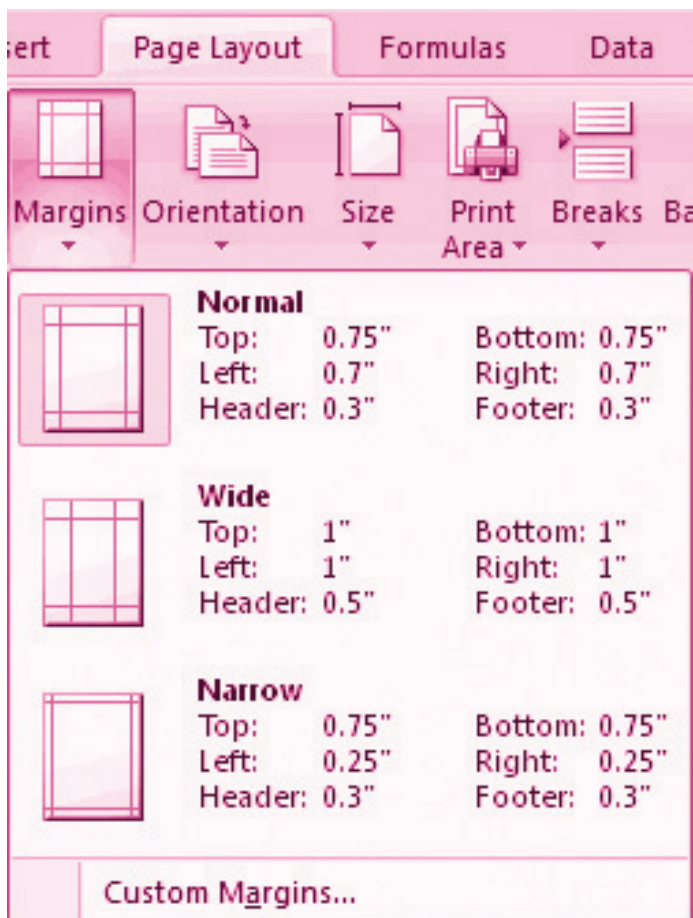 sert Page Layout Formulas Data
Margins Orientation Size Print Area Breaks Ba
Normal
Top: 0.75" Bottom: 0.75"
Left: 0.7" Right: 0.7"
Header: 0.3" Footer: 0.3"
Wide
Top: 1" Bottom: 1"
Left: 1" Right: 1"
Header: 0.5" Footer: 0.5"
Narrow
Top: 0.75" Bottom: 0.75"
Left: 0.25" Right: 0.25"
Header: 0.3" Footer: 0.3"
Custom Margins...